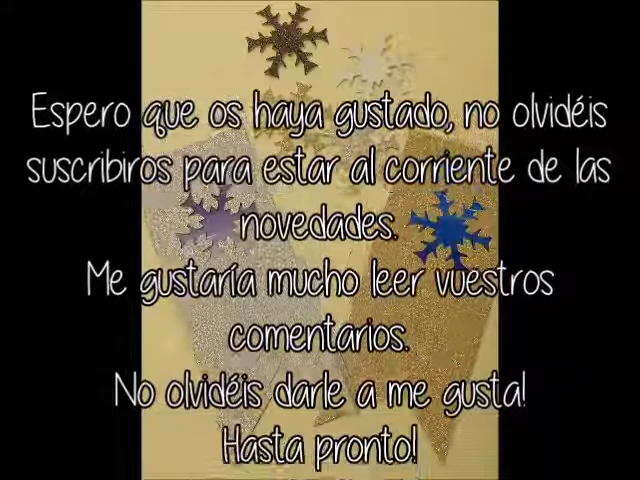 Espero que os haya gustado, no olvidéis
suscribiros para estar al corriente de las
novedades.
Me gustaría mucho leer vuestros
comentarios.
No olvidéis darle a me gusta!
Hasta pronto!